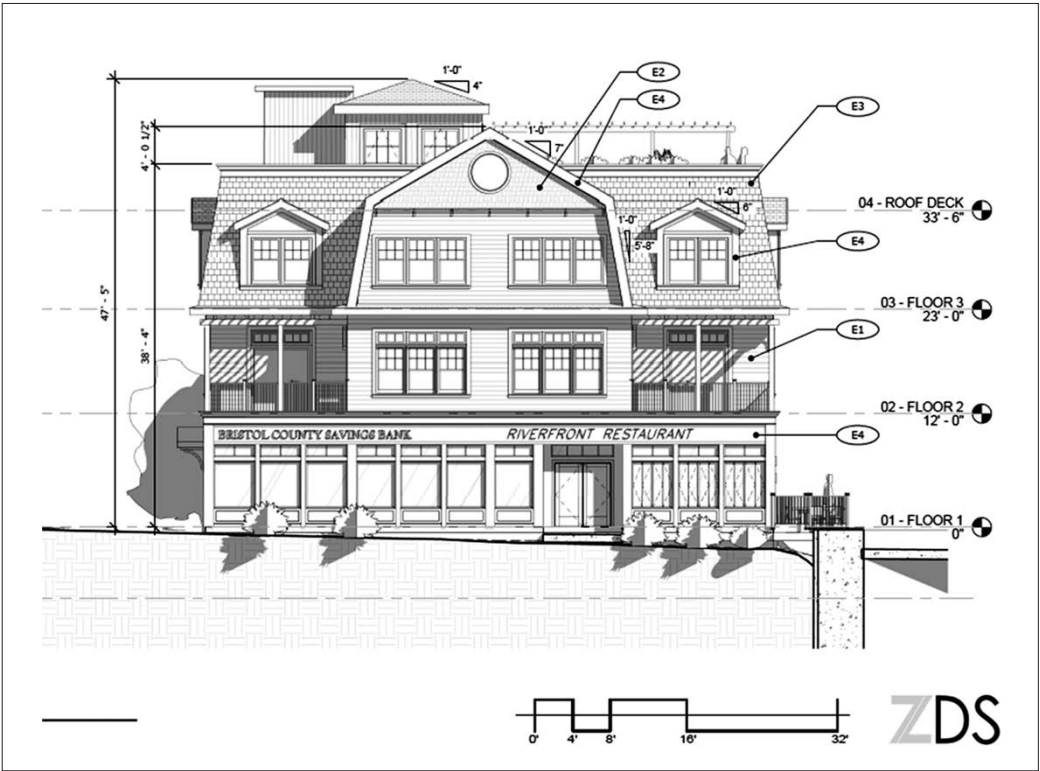 1'-0"
4"
E2
E4
E3
4'- 0 1/2"
1'-0"
7"
1'-0"
6"
04 - ROOF DECK
33' - 6"
1'-0"
5'-8"
E4
47' - 5"
03 - FLOOR 3
23' - 0"
38' - 4"
E1
02 - FLOOR 2
12' - 0"
BRISTOL COUNTY SAVINGS BANK
RIVERFRONT RESTAURANT
E4
01 - FLOOR 1
0"
0' 4' 8' 16' 32'
ZDS